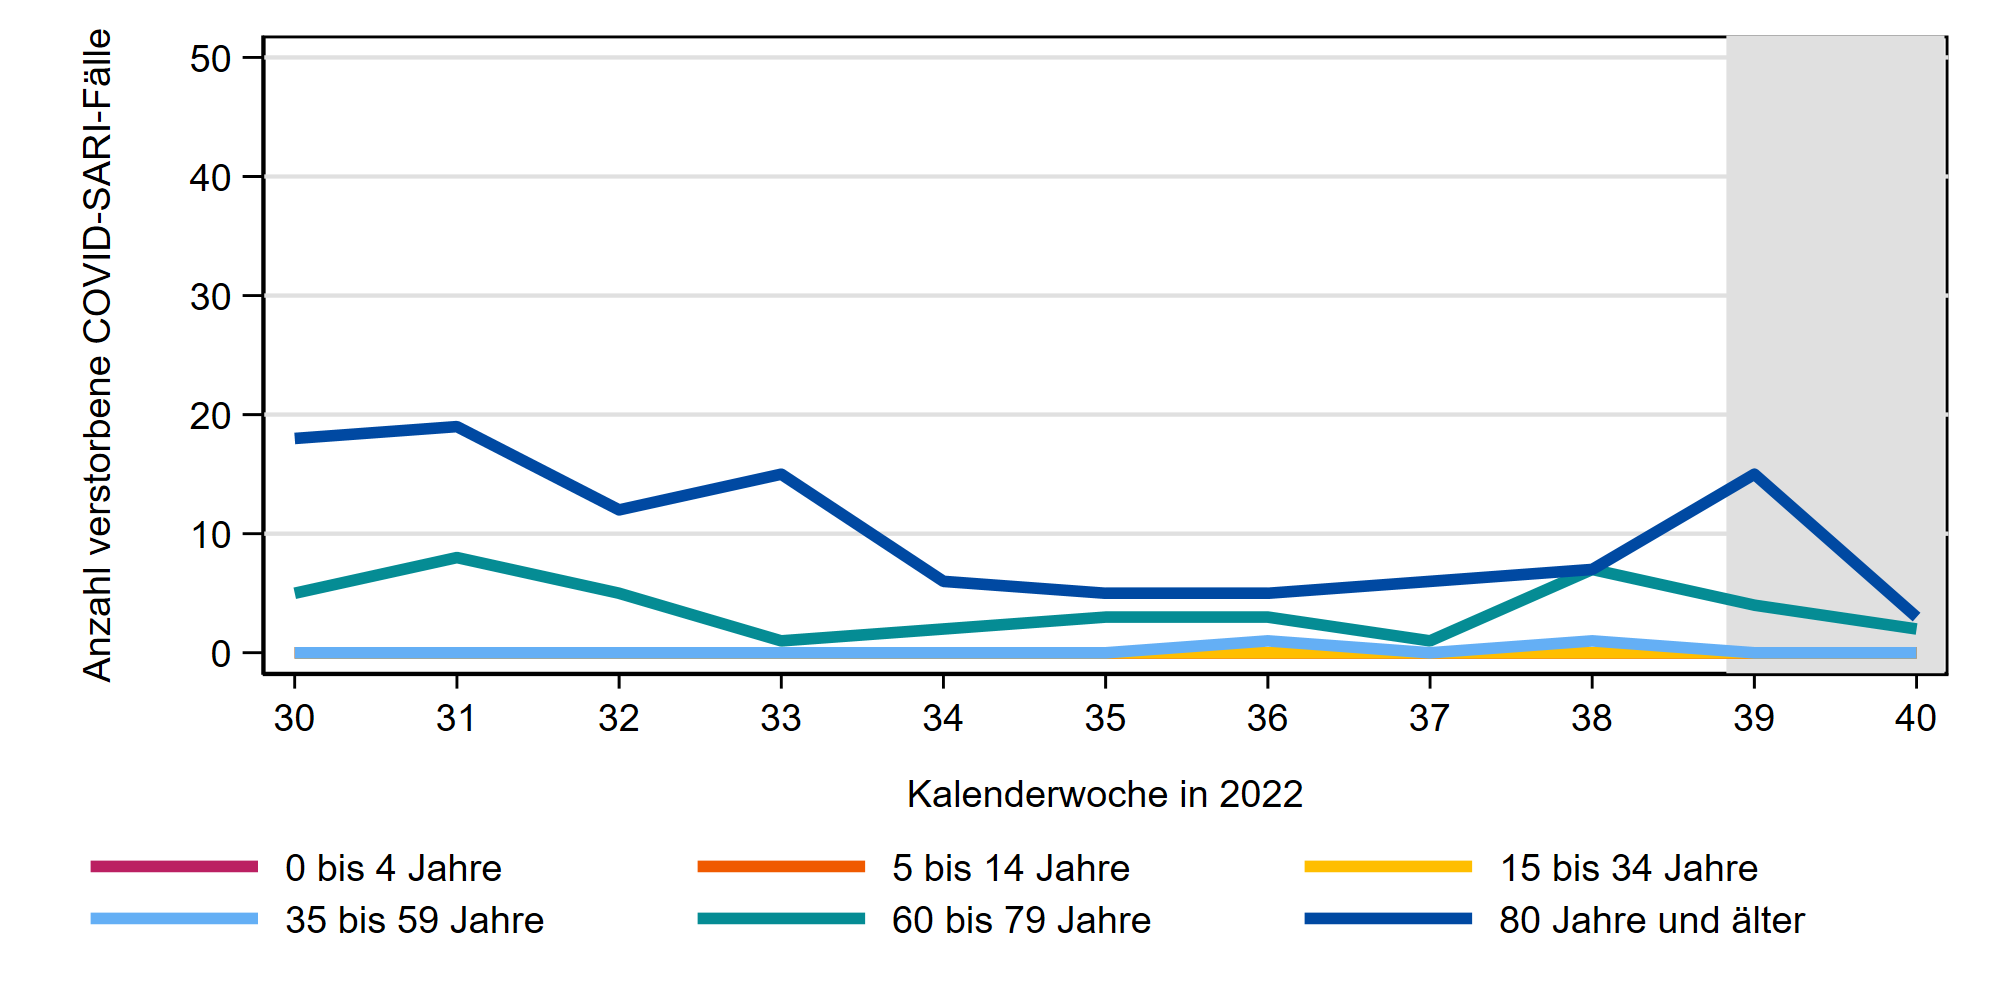 Anzahl verstorbene COVID-SARI-Fälle
50
40
30
20
10
0
30 31 32 33 34 35 36 37 38 39 40
Kalenderwoche in 2022
0 bis 4 Jahre 5 bis 14 Jahre 15 bis 34 Jahre
35 bis 59 Jahre 60 bis 79 Jahre 80 Jahre und älter